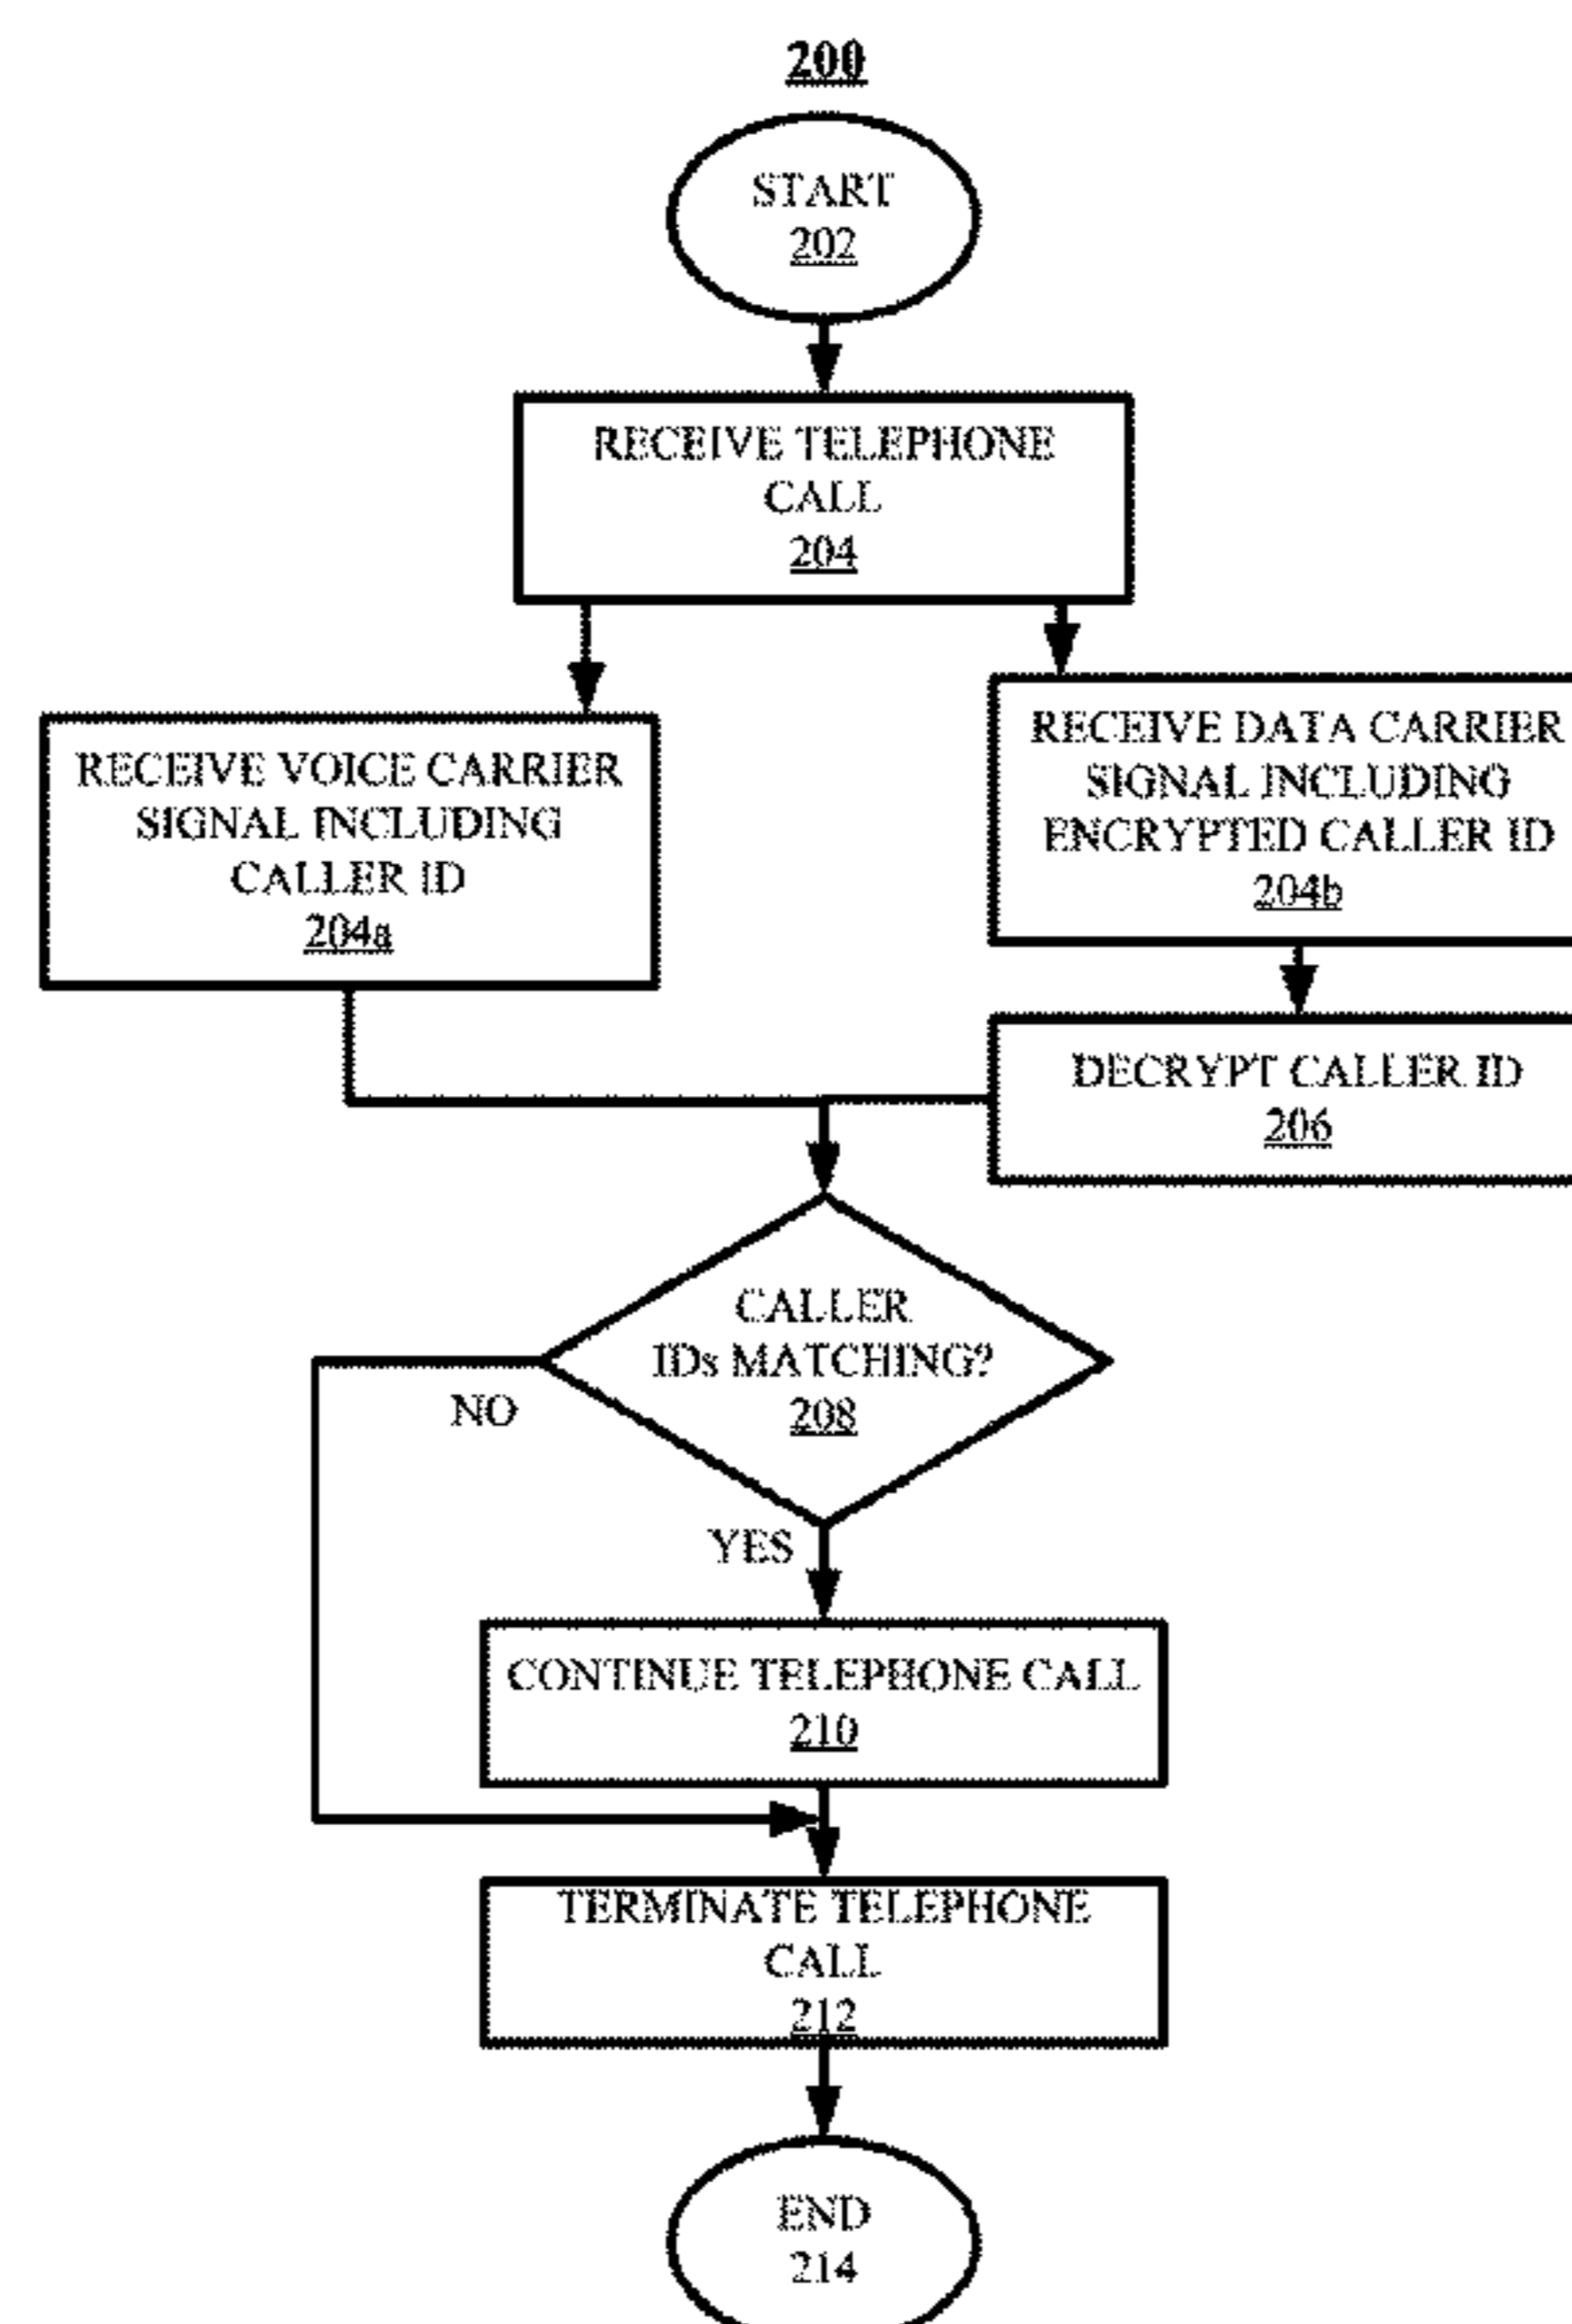 200
START
202
RECEIVE TELEPHONE
CALL
204
RECEIVE VOICE CARRIER
SIGNAL INCLUDING
CALLER ID
204a
RECEIVE DATA CARRIER
SIGNAL INCLUDING
ENCRYPTED CALLER ID
204b
DECRYPT CALLER ID
206
CALLER
IDs MATCHING?
208
NO
YES
CONTINUE TELEPHONE CALL
210
TERMINATE TELEPHONE
CALL
212
END
214